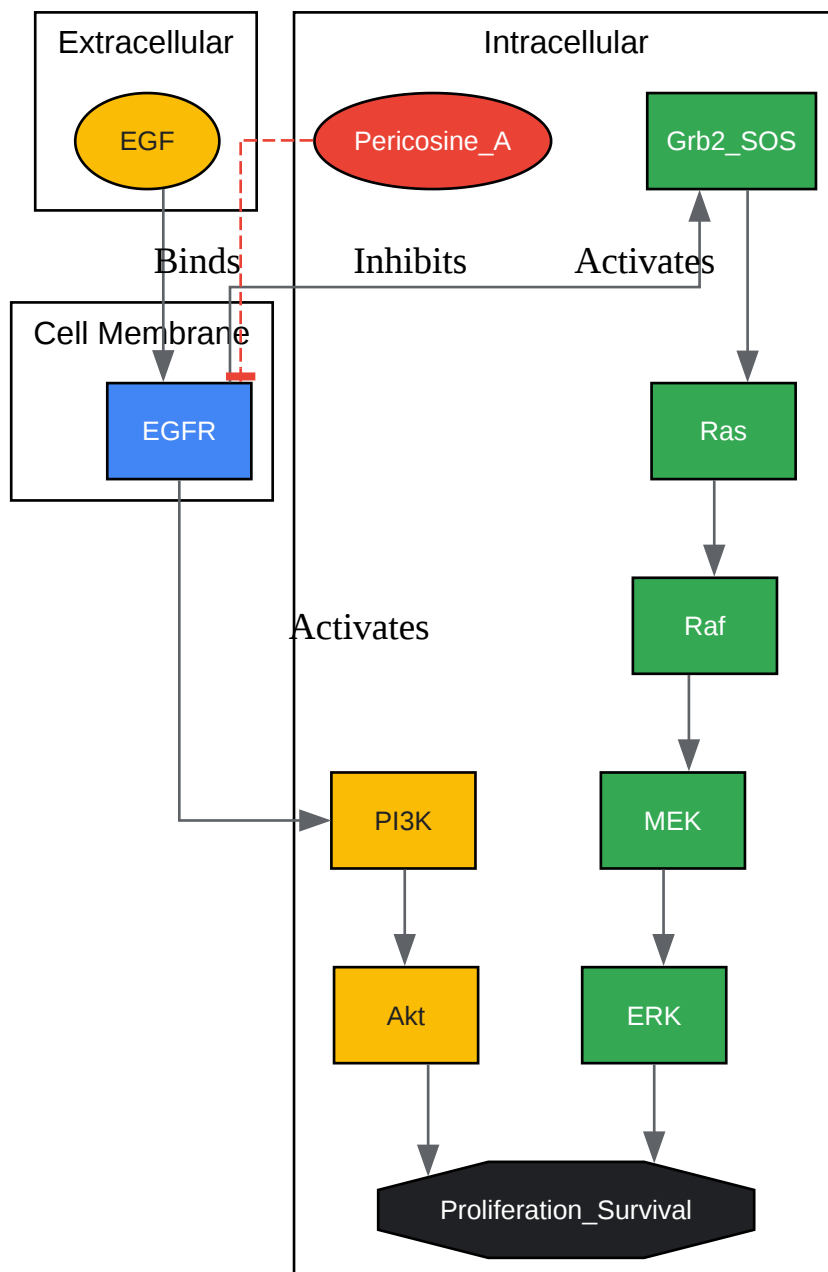 Extracellular
Intracellular
EGF
Pericosine_A
Grb2_SOS
Binds
Inhibits
Activates
Cell Membrane
EGFR
Ras
Activates
Raf
PI3K
MEK
Akt
ERK
Proliferation_Survival